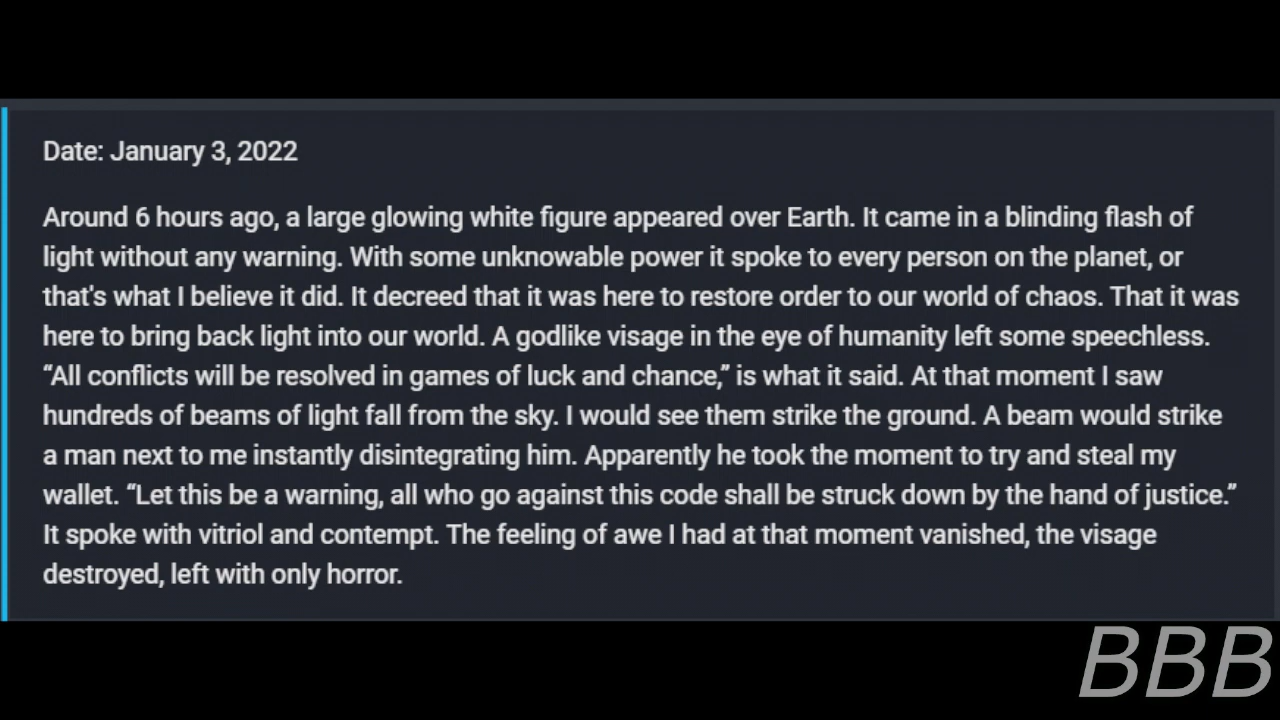 Date: January 3, 2022
Around 6 hours ago, a large glowing white figure appeared over Earth. It came in a blinding flash of
light without any warning. With some unknowable power it spoke to every person on the planet, or
that's what I believe it did. It decreed that it was here to restore order to our world of chaos. That it was
here to bring back light into our world. A godlike visage in the eye of humanity left some speechless.
“All conflicts will be resolved in games of luck and chance,” is what it said. At that moment I saw
hundreds of beams of light fall from the sky. I would see them strike the ground. A beam would strike
a man next to me instantly disintegrating him. Apparently he took the moment to try and steal my
wallet. “Let this be a warning, all who go against this code shall be struck down by the hand of justice.”
It spoke with vitriol and contempt. The feeling of awe I had at that moment vanished, the visage
destroyed, left with only horror.
BBB